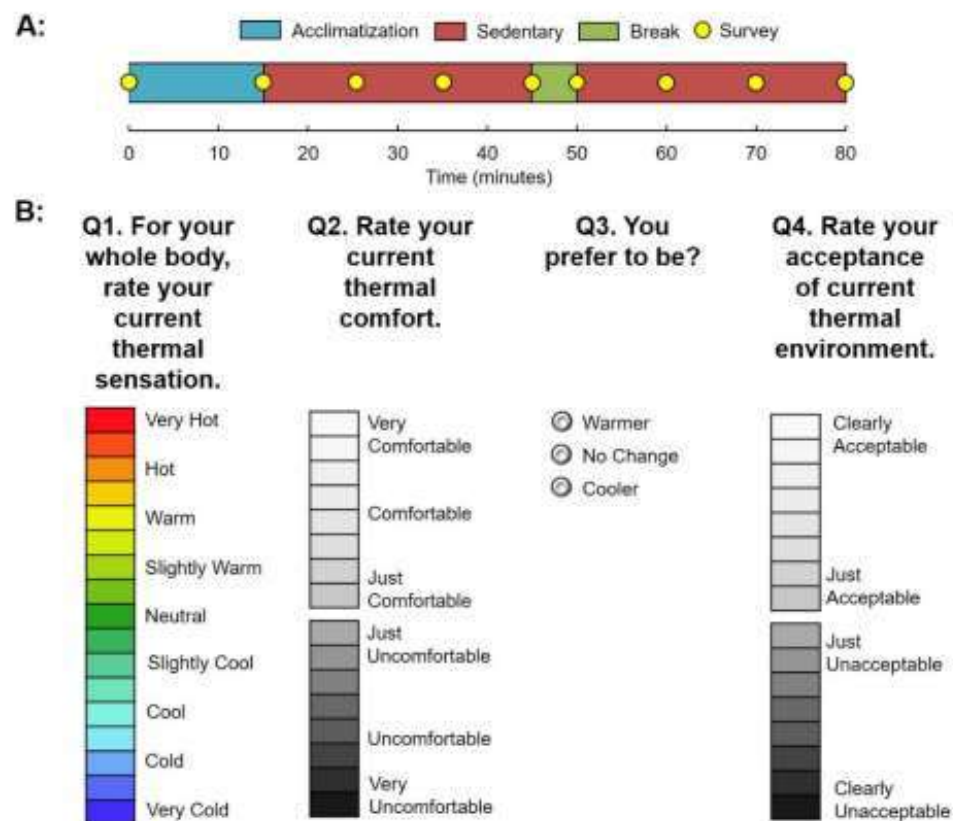 A:
Acclimatization Sedentary Break Survey
0 10 20 30 40 50 60 70 80
Time (minutes)
B:
Q1. For your
whole body,
rate your
current
thermal
sensation.
Very Hot
Hot
Warm
Slightly Warm
Neutral
Slightly Cool
Cool
Cold
Very Cold
Q2. Rate your
current
thermal
comfort.
Very
Comfortable
Comfortable
Just
Comfortable
Just
Uncomfortable
Uncomfortable
Very
Uncomfortable
Q3. You
prefer to be?
Warmer
No Change
Cooler
Q4. Rate your
acceptance
of current
thermal
environment.
Clearly
Acceptable
Just
Acceptable
Just
Unacceptable
Clearly
Unacceptable